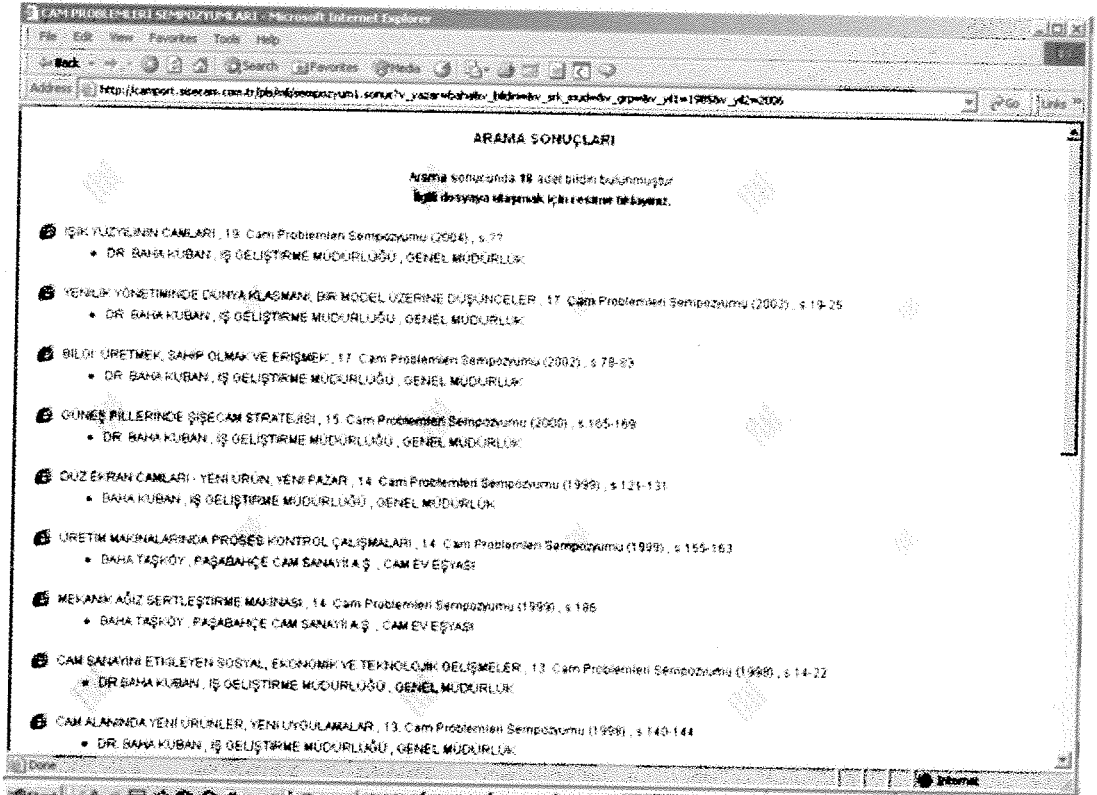 CAM PROBLEMLERİ SEMPOZYUMLARI - Microsoft Internet Explorer
File Edit View Favorites Tools Help
Back Search Favorites Media
Address Go Links
ARAMA SONUÇLARI
Arama sonucunda 18 adet bildiri bulunmuştur
İlgili dosyaya ulaşmak için resime tıklayınız.
IŞIK YÜZYILININ CAMLARI , 19. Cam Problemleri Sempozyumu (2004) , s.??
• DR. BAHA KUBAN , İŞ GELİŞTİRME MÜDÜRLÜĞÜ , GENEL MÜDÜRLÜK
YENİLİK YÖNETİMİNDE DÜNYA KLASMANI, BİR MODEL ÜZERİNE DÜŞÜNCELER , 17. Cam Problemleri Sempozyumu (2002) , s.19-25
• DR. BAHA KUBAN , İŞ GELİŞTİRME MÜDÜRLÜĞÜ , GENEL MÜDÜRLÜK
BİLGİ ÜRETMEK, SAHİP OLMAK VE ERİŞMEK , 17. Cam Problemleri Sempozyumu (2002) , s.78-83
• DR. BAHA KUBAN , İŞ GELİŞTİRME MÜDÜRLÜĞÜ , GENEL MÜDÜRLÜK
GÜNEŞ PİLLERİNDE ŞİŞECAM STRATEJİSİ , 15. Cam Problemleri Sempozyumu (2000) , s.165-169
• DR. BAHA KUBAN , İŞ GELİŞTİRME MÜDÜRLÜĞÜ , GENEL MÜDÜRLÜK
DÜZ EKRAN CAMLARI - YENİ ÜRÜN, YENİ PAZAR , 14. Cam Problemleri Sempozyumu (1999) , s.121-131
• BAHA KUBAN , İŞ GELİŞTİRME MÜDÜRLÜĞÜ , GENEL MÜDÜRLÜK
ÜRETİM MAKİNALARINDA PROSES KONTROL ÇALIŞMALARI , 14. Cam Problemleri Sempozyumu (1999) , s.155-163
• BAHA TAŞKÖY , PAŞABAHÇE CAM SANAYİİ A.Ş , CAM EV EŞYASI
MEKANİK AĞIZ SERTLEŞTİRME MAKİNASI , 14. Cam Problemleri Sempozyumu (1999) , s.186
• BAHA TAŞKÖY , PAŞABAHÇE CAM SANAYİİ A.Ş , CAM EV EŞYASI
CAM SANAYİNİ ETKİLEYEN SOSYAL, EKONOMİK VE TEKNOLOJİK GELİŞMELER , 13. Cam Problemleri Sempozyumu (1998) , s.14-22
• DR.BAHA KUBAN , İŞ GELİŞTİRME MÜDÜRLÜĞÜ , GENEL MÜDÜRLÜK
CAM ALANINDA YENİ ÜRÜNLER, YENİ UYGULAMALAR , 13. Cam Problemleri Sempozyumu (1998) , s.140-144
• DR. BAHA KUBAN , İŞ GELİŞTİRME MÜDÜRLÜĞÜ , GENEL MÜDÜRLÜK
Done Internet